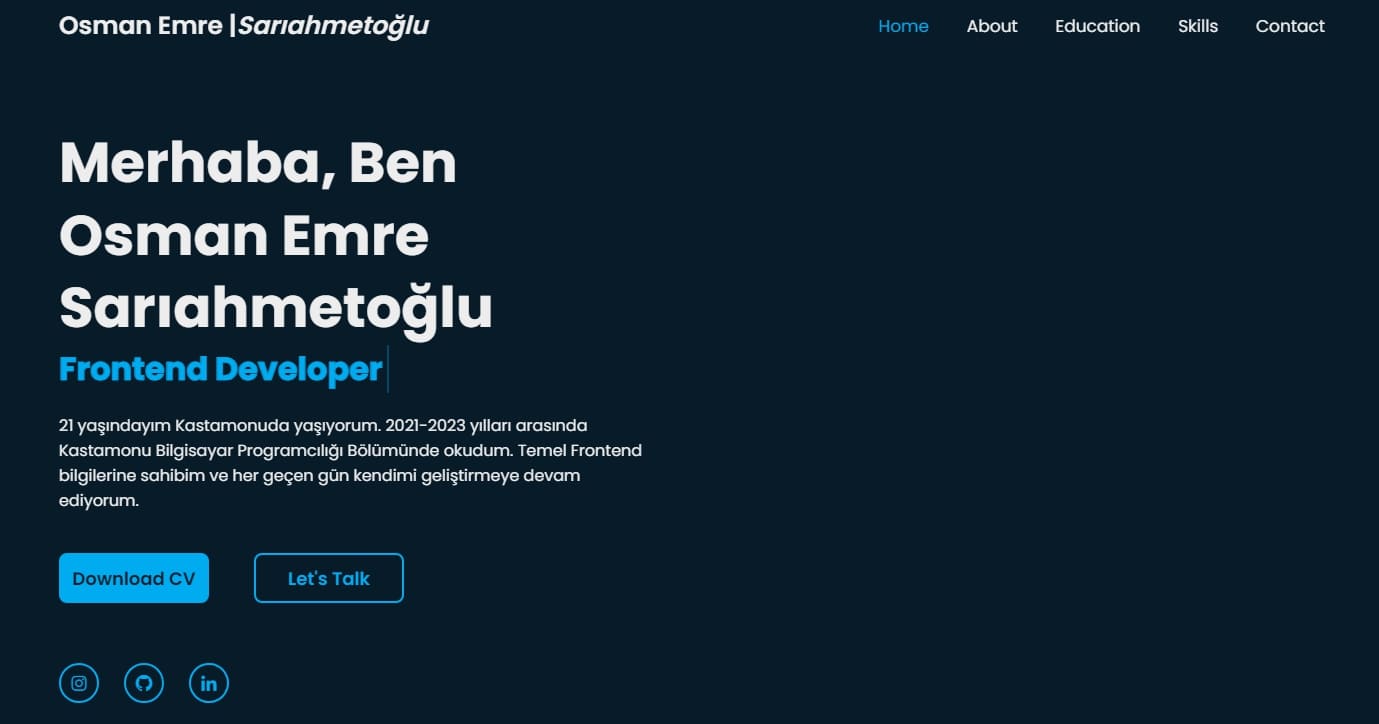 Osman Emre |Sarıahmetoğlu
Home About Education Skills Contact
Merhaba, Ben
Osman Emre
Sarıahmetoğlu
Frontend Developer
21 yaşındayım Kastamonuda yaşıyorum. 2021-2023 yılları arasında
Kastamonu Bilgisayar Programcılığı Bölümünde okudum. Temel Frontend
bilgilerine sahibim ve her geçen gün kendimi geliştirmeye devam
ediyorum.
Download CV
Let's Talk